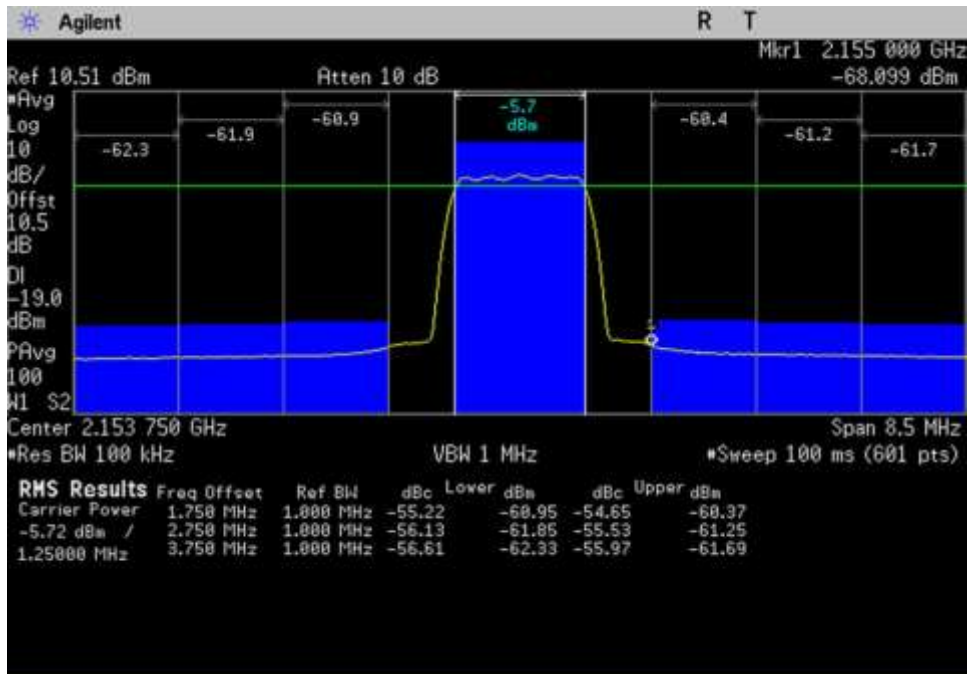 Agilent R T
Mkr1 2.155 000 GHz
Ref 10.51 dBm Atten 10 dB -68.099 dBm
#Avg
Log
10
dB/
Offst
10.5
dB
DI
-19.0
dBm
PAvg
100
W1 S2
-62.3 -61.9 -60.9 -5.7 dBm -60.4 -61.2 -61.7
1
Center 2.153 750 GHz Span 8.5 MHz
#Res BW 100 kHz VBW 1 MHz #Sweep 100 ms (601 pts)
RMS Results Freq Offset Ref BW dBc Lower dBm dBc Upper dBm
Carrier Power 1.750 MHz 1.000 MHz -55.22 -60.95 -54.65 -60.37
-5.72 dBm / 2.750 MHz 1.000 MHz -56.13 -61.85 -55.53 -61.25
1.25000 MHz 3.750 MHz 1.000 MHz -56.61 -62.33 -55.97 -61.69